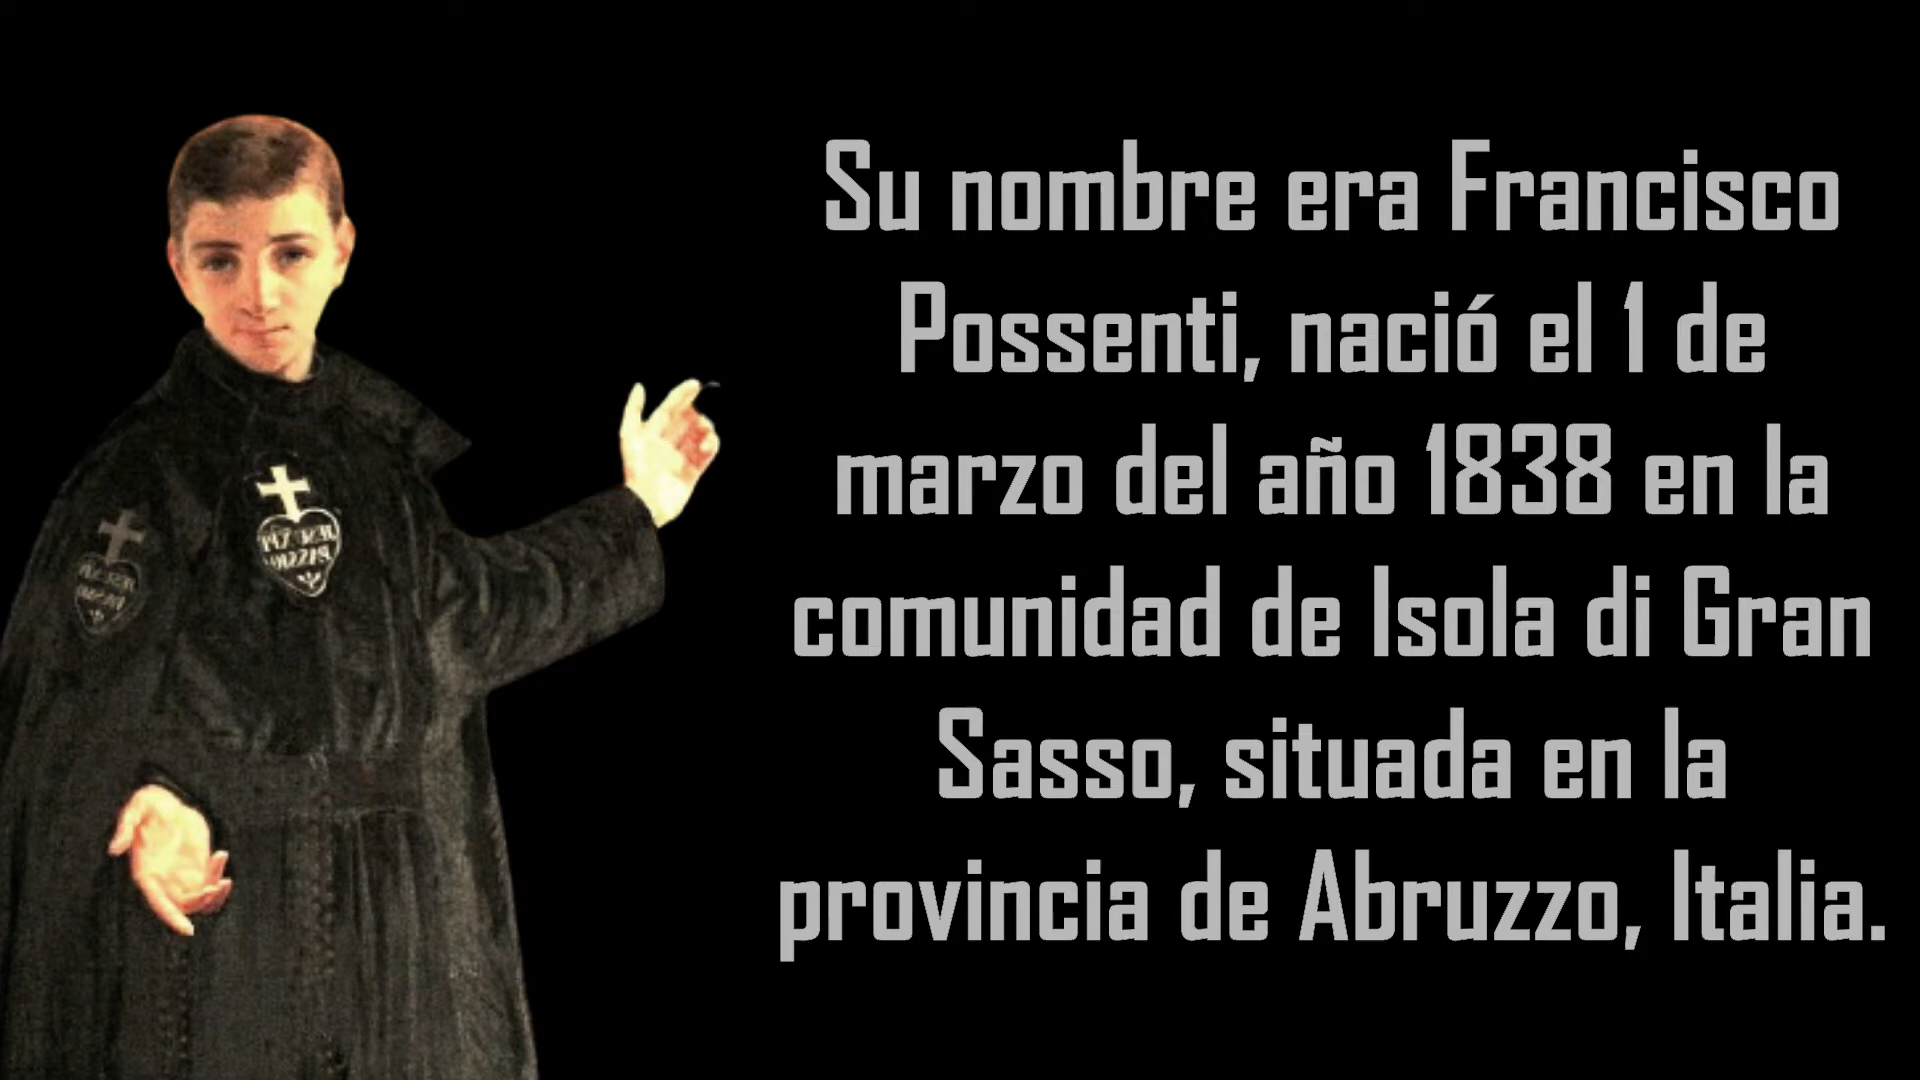 Su nombre era Francisco
Possenti, nació el 1 de
marzo del año 1838 en la
comunidad de Isola di Gran
Sasso, situada en la
provincia de Abruzzo, Italia.